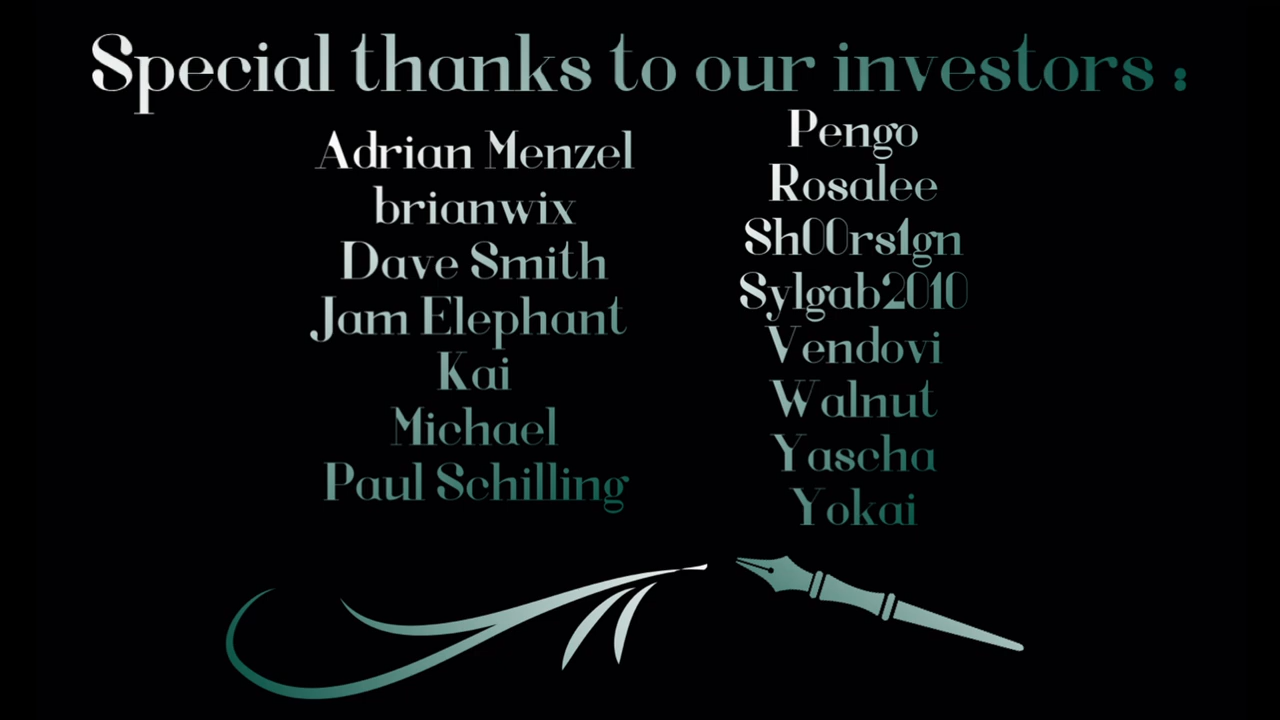 Special thanks to our investors :
Adrian Menzel
brianwix
Dave Smith
Jam Elephant
Kai
Michael
Paul Schilling
Pengo
Rosalee
Sh00rs1gn
Sylgab2010
Vendovi
Walnut
Yascha
Yokai